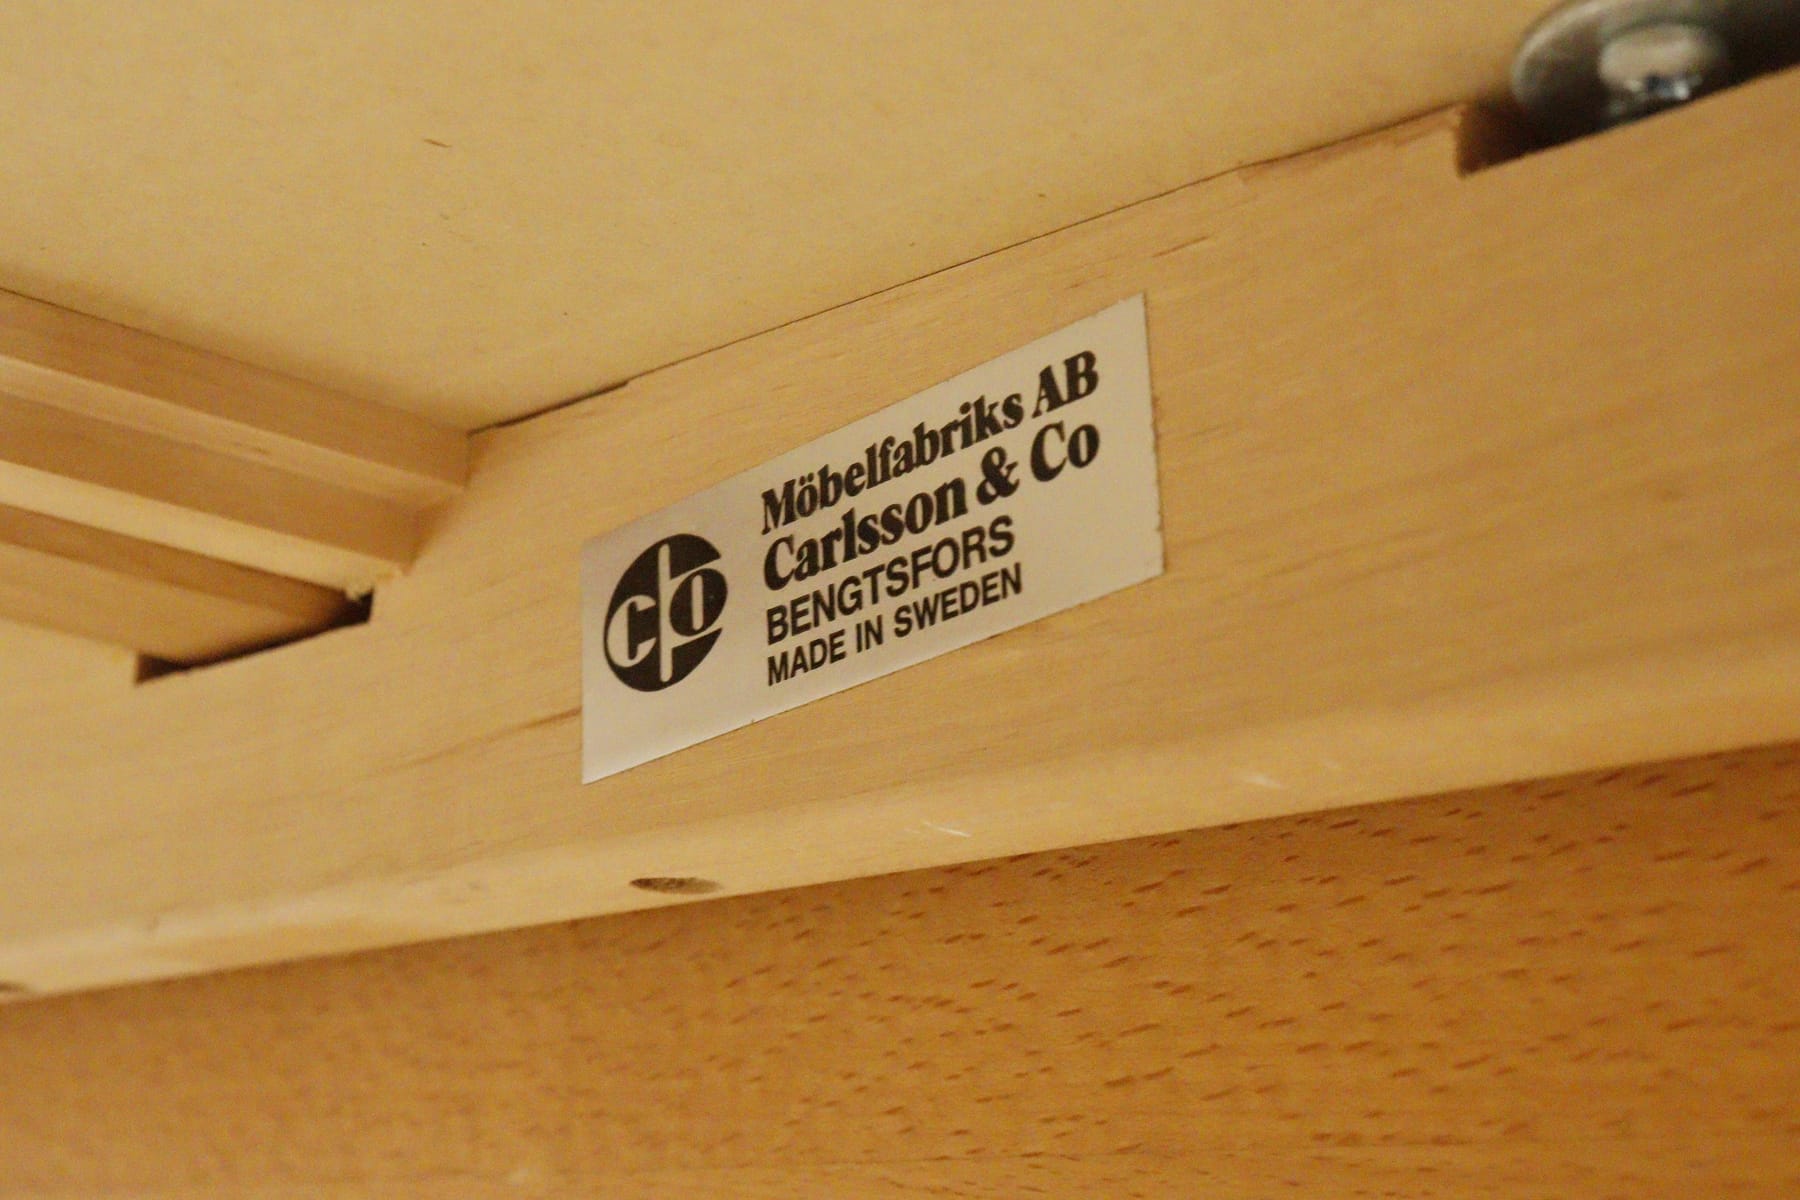 c/o
Möbelfabriks AB
Carlsson & Co
BENGTSFORS
MADE IN SWEDEN